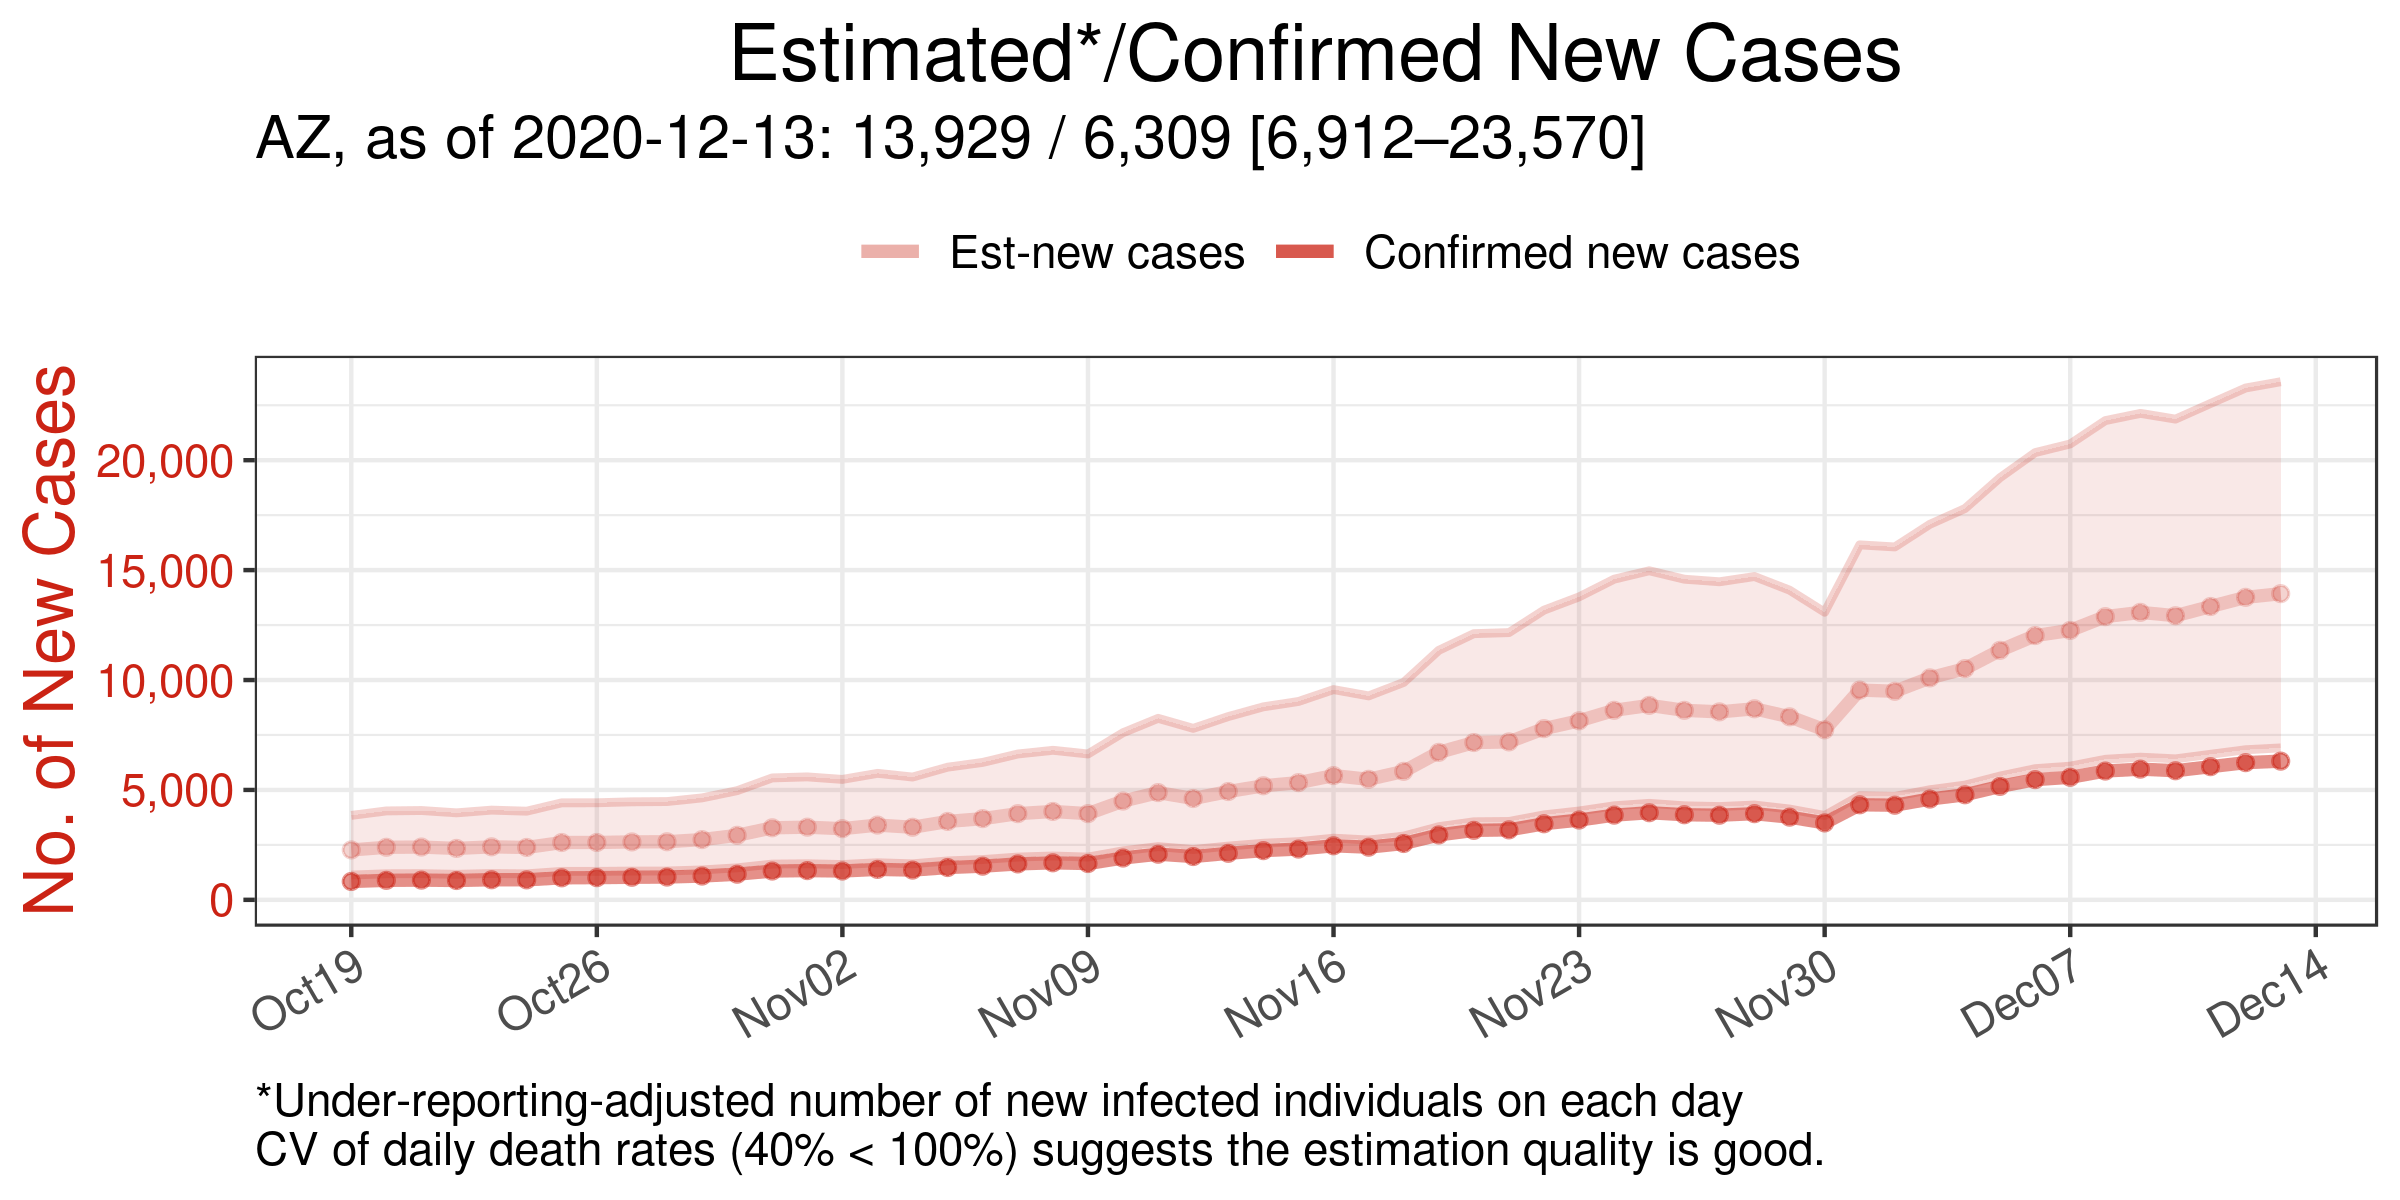 Estimated*/Confirmed New Cases
AZ, as of 2020-12-13: 13,929 / 6,309 [6,912–23,570]
Est-new cases
Confirmed new cases
No. of New Cases
20,000
15,000
10,000
5,000
0
Oct19
Oct26
Nov02
Nov09
Nov16
Nov23
Nov30
Dec07
Dec14
*Under-reporting-adjusted number of new infected individuals on each day
CV of daily death rates (40% < 100%) suggests the estimation quality is good.